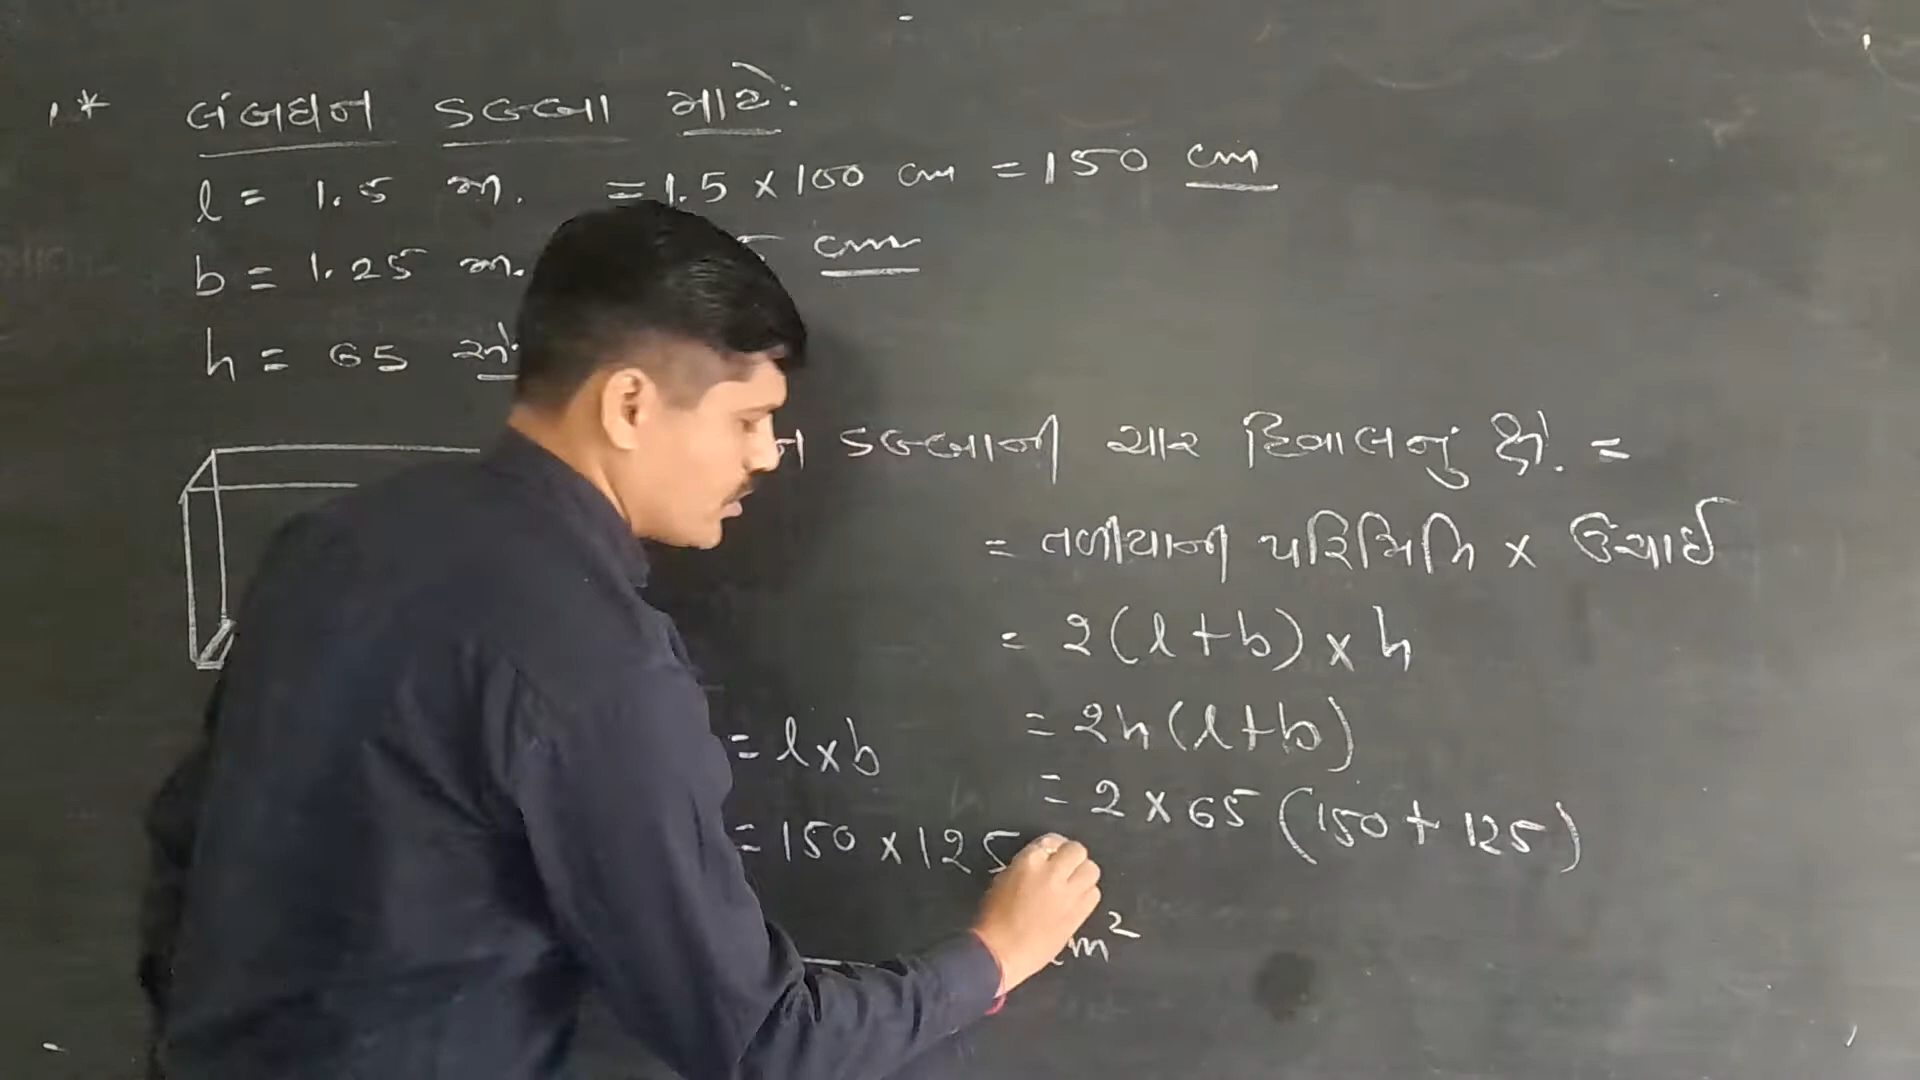 1* લંબઘન ડબ્બા માટે:
l = 1.5 મી. = 1.5 × 100 cm = 150 cm
b = 1.25 મી. cm
h = 65 સે
ડબ્બાની ચાર દિવાલનું ક્ષે. =
= તળીયાની પરિમિતિ × ઉંચાઈ
= 2(l+b) × h
= l×b
= 2h(l+b)
= 150 × 125
= 2 × 65 (150 + 125)
cm²